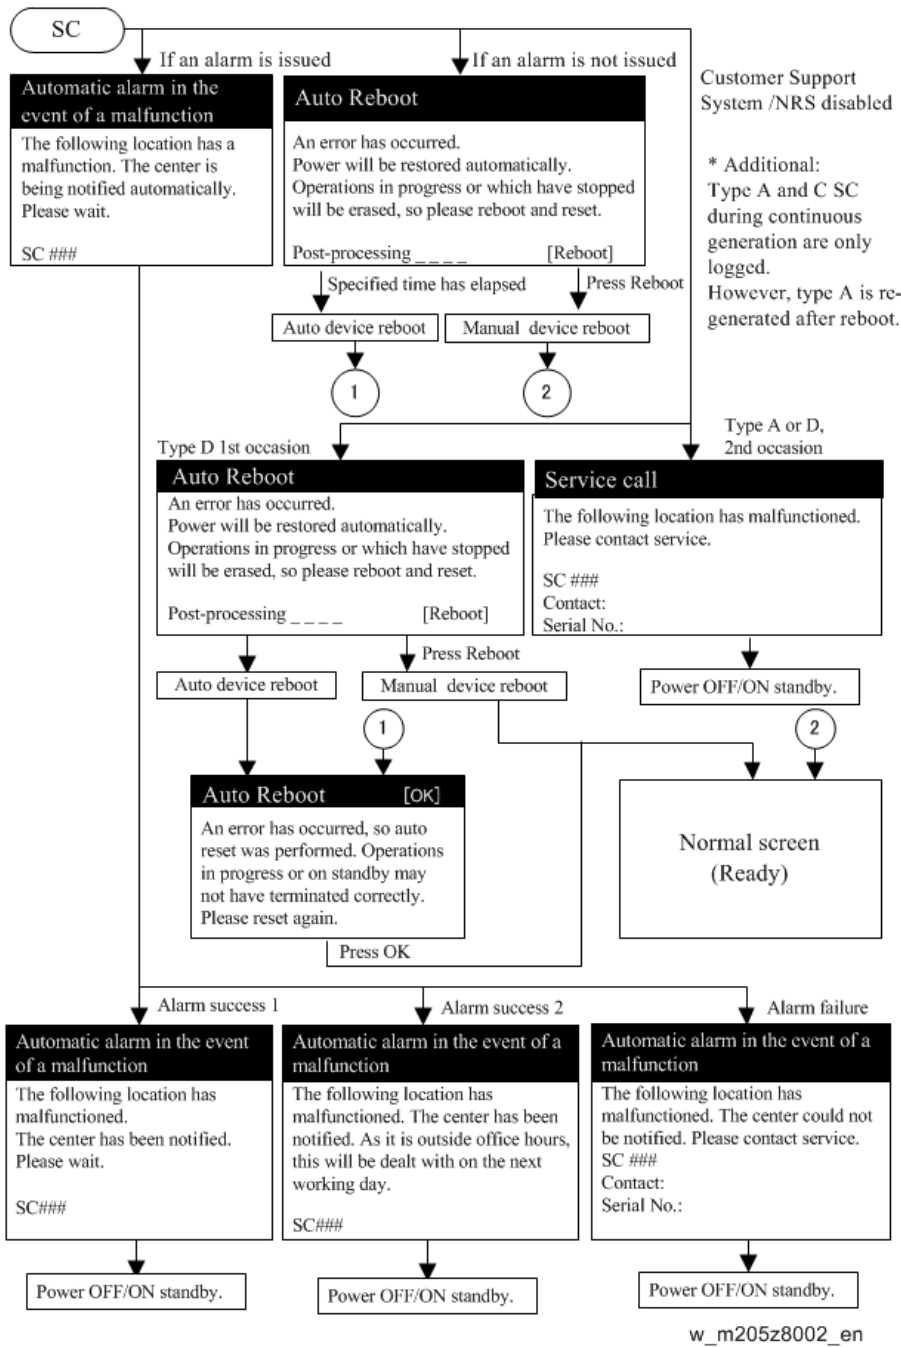 SC
If an alarm is issued
If an alarm is not issued
Automatic alarm in the
event of a malfunction
The following location has a
malfunction. The center is
being notified automatically.
Please wait.
SC ###
Auto Reboot
An error has occurred.
Power will be restored automatically.
Operations in progress or which have stopped
will be erased, so please reboot and reset.
Post-processing _ _ _ _ [Reboot]
Customer Support
System /NRS disabled
* Additional:
Type A and C SC
during continuous
generation are only
logged.
However, type A is re-
generated after reboot.
Specified time has elapsed
Press Reboot
Auto device reboot
Manual device reboot
1
2
Type D 1st occasion
Type A or D,
2nd occasion
Auto Reboot
An error has occurred.
Power will be restored automatically.
Operations in progress or which have stopped
will be erased, so please reboot and reset.
Post-processing _ _ _ _ [Reboot]
Service call
The following location has malfunctioned.
Please contact service.
SC ###
Contact:
Serial No.:
Press Reboot
Auto device reboot
Manual device reboot
Power OFF/ON standby.
1
2
Auto Reboot [OK]
An error has occurred, so auto
reset was performed. Operations
in progress or on standby may
not have terminated correctly.
Please reset again.
Normal screen
(Ready)
Press OK
Alarm success 1
Alarm success 2
Alarm failure
Automatic alarm in the event
of a malfunction
The following location has
malfunctioned.
The center has been notified.
Please wait.
SC###
Automatic alarm in the event of a
malfunction
The following location has
malfunctioned. The center has been
notified. As it is outside office hours,
this will be dealt with on the next
working day.
SC###
Automatic alarm in the event of a
malfunction
The following location has
malfunctioned. The center could not
be notified. Please contact service.
SC ###
Contact:
Serial No.:
Power OFF/ON standby.
Power OFF/ON standby.
Power OFF/ON standby.
w_m205z8002_en